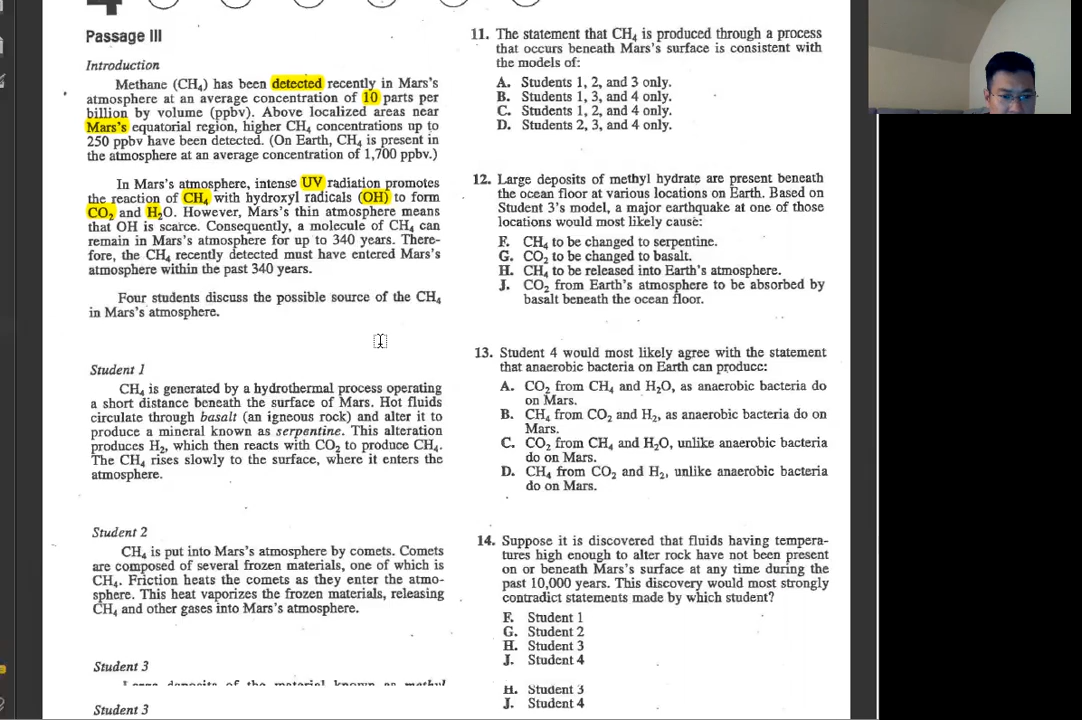 Passage III
Introduction
Methane (CH₄) has been detected recently in Mars's
atmosphere at an average concentration of 10 parts per
billion by volume (ppbv). Above localized areas near
Mars's equatorial region, higher CH₄ concentrations up to
250 ppbv have been detected. (On Earth, CH₄ is present in
the atmosphere at an average concentration of 1,700 ppbv.)
In Mars's atmosphere, intense UV radiation promotes
the reaction of CH₄ with hydroxyl radicals (OH) to form
CO₂ and H₂O. However, Mars's thin atmosphere means
that OH is scarce. Consequently, a molecule of CH₄ can
remain in Mars's atmosphere for up to 340 years. There-
fore, the CH₄ recently detected must have entered Mars's
atmosphere within the past 340 years.
Four students discuss the possible source of the CH₄
in Mars's atmosphere.
Student 1
CH₄ is generated by a hydrothermal process operating
a short distance beneath the surface of Mars. Hot fluids
circulate through basalt (an igneous rock) and alter it to
produce a mineral known as serpentine. This alteration
produces H₂, which then reacts with CO₂ to produce CH₄.
The CH₄ rises slowly to the surface, where it enters the
atmosphere.
Student 2
CH₄ is put into Mars's atmosphere by comets. Comets
are composed of several frozen materials, one of which is
CH₄. Friction heats the comets as they enter the atmo-
sphere. This heat vaporizes the frozen materials, releasing
CH₄ and other gases into Mars's atmosphere.
Student 3
Large deposits of the material known as methyl
Student 3
11. The statement that CH₄ is produced through a process
that occurs beneath Mars's surface is consistent with
the models of:
A. Students 1, 2, and 3 only.
B. Students 1, 3, and 4 only.
C. Students 1, 2, and 4 only.
D. Students 2, 3, and 4 only.
12. Large deposits of methyl hydrate are present beneath
the ocean floor at various locations on Earth. Based on
Student 3's model, a major earthquake at one of those
locations would most likely cause:
F. CH₄ to be changed to serpentine.
G. CO₂ to be changed to basalt.
H. CH₄ to be released into Earth's atmosphere.
J. CO₂ from Earth's atmosphere to be absorbed by
basalt beneath the ocean floor.
13. Student 4 would most likely agree with the statement
that anaerobic bacteria on Earth can produce:
A. CO₂ from CH₄ and H₂O, as anaerobic bacteria do
on Mars.
B. CH₄ from CO₂ and H₂, as anaerobic bacteria do on
Mars.
C. CO₂ from CH₄ and H₂O, unlike anaerobic bacteria
do on Mars.
D. CH₄ from CO₂ and H₂, unlike anaerobic bacteria
do on Mars.
14. Suppose it is discovered that fluids having tempera-
tures high enough to alter rock have not been present
on or beneath Mars's surface at any time during the
past 10,000 years. This discovery would most strongly
contradict statements made by which student?
F. Student 1
G. Student 2
H. Student 3
J. Student 4
H. Student 3
J. Student 4